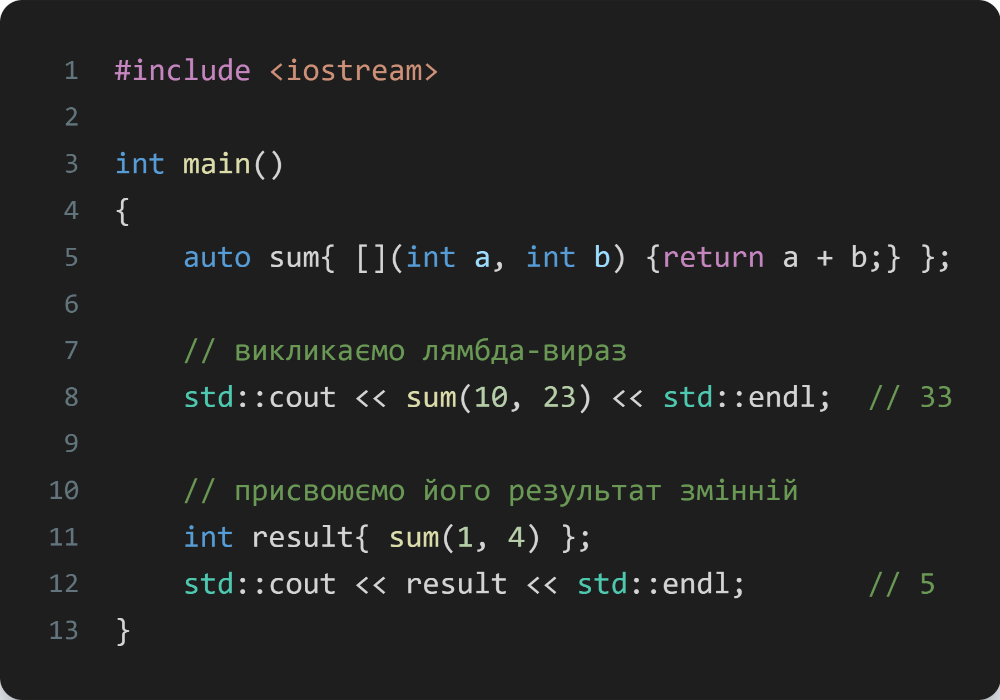 1 #include <iostream>
2
3 int main()
4 {
5     auto sum{ [](int a, int b) {return a + b;} };
6
7     // викликаємо лямбда-вираз
8     std::cout << sum(10, 23) << std::endl;  // 33
9
10     // присвоюємо його результат змінній
11     int result{ sum(1, 4) };
12     std::cout << result << std::endl;       // 5
13 }